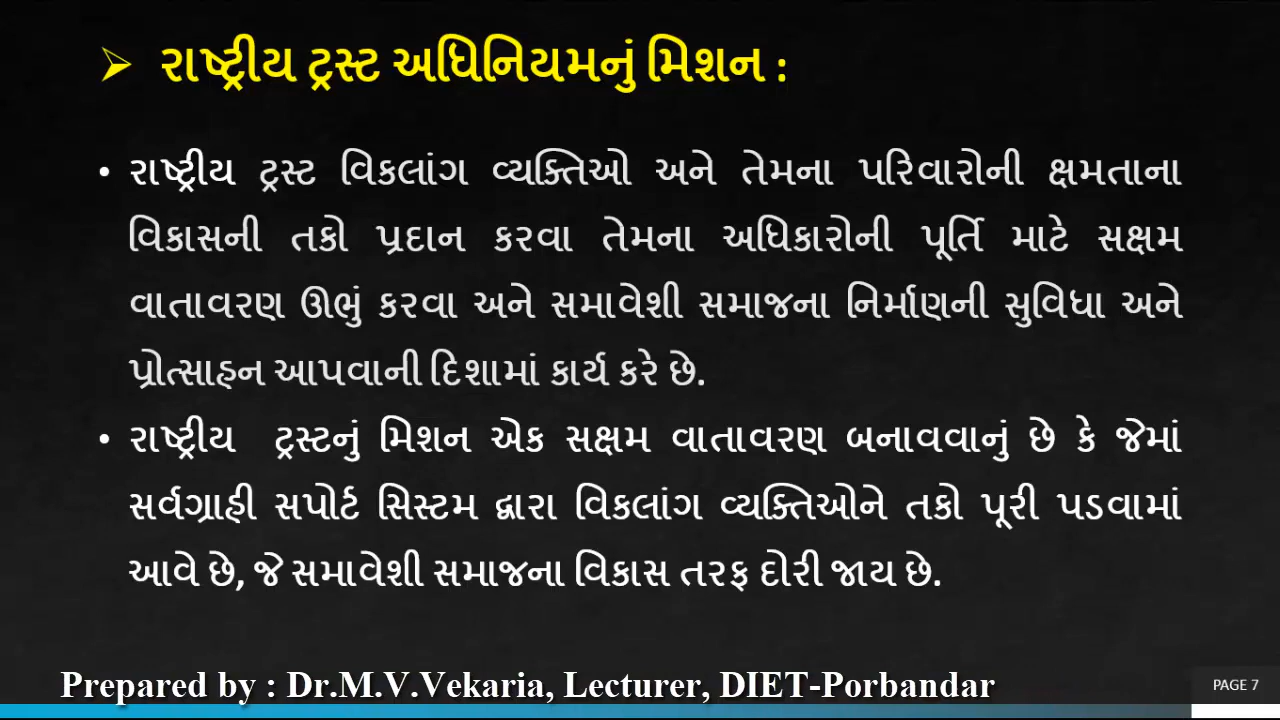 ➢ રાષ્ટ્રીય ટ્રસ્ટ અધિનિયમનું મિશન :
• રાષ્ટ્રીય ટ્રસ્ટ વિકલાંગ વ્યક્તિઓ અને તેમના પરિવારોની ક્ષમતાના
વિકાસની તકો પ્રદાન કરવા તેમના અધિકારોની પૂર્તિ માટે સક્ષમ
વાતાવરણ ઊભું કરવા અને સમાવેશી સમાજના નિર્માણની સુવિધા અને
પ્રોત્સાહન આપવાની દિશામાં કાર્ય કરે છે.
• રાષ્ટ્રીય ટ્રસ્ટનું મિશન એક સક્ષમ વાતાવરણ બનાવવાનું છે કે જેમાં
સર્વગ્રાહી સપોર્ટ સિસ્ટમ દ્વારા વિકલાંગ વ્યક્તિઓને તકો પૂરી પડવામાં
આવે છે, જે સમાવેશી સમાજના વિકાસ તરફ દોરી જાય છે.
Prepared by : Dr.M.V.Vekaria, Lecturer, DIET-Porbandar
PAGE 7